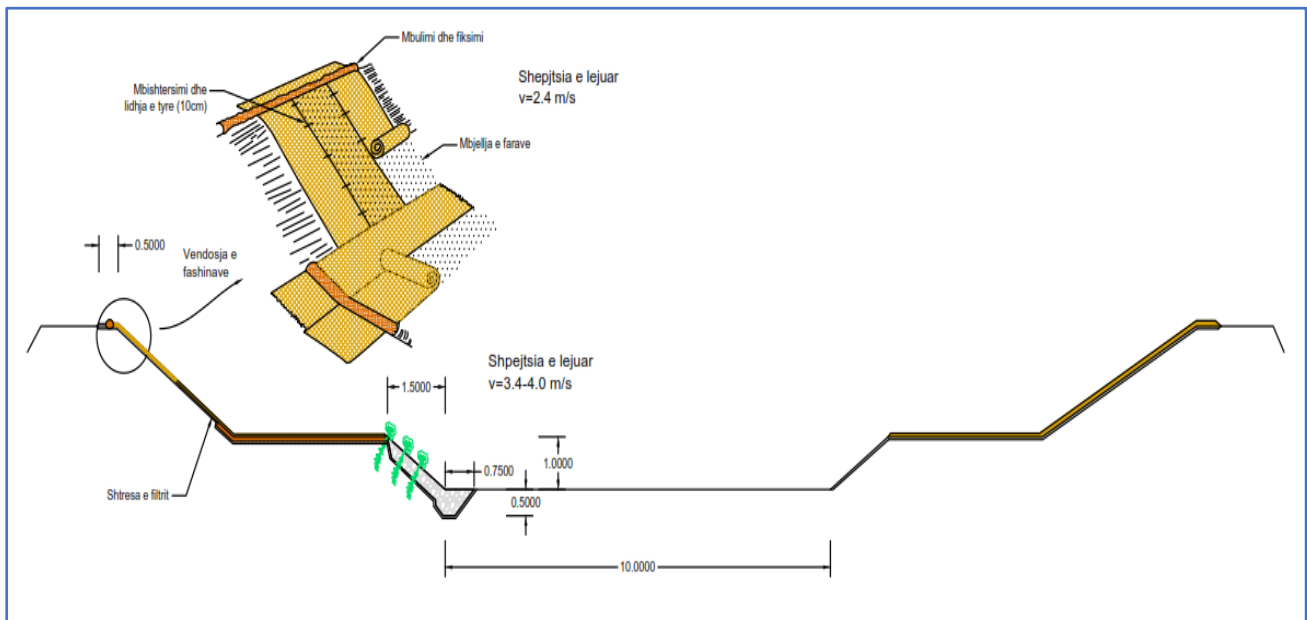 Mbulimi dhe fiksimi
Mbishtersimi dhe
lidhja e tyre (10cm)
Shepjtsia e lejuar
v=2.4 m/s
Mbjellja e farave
0.5000
Vendosja e
fashinave
Shpejtsia e lejuar
v=3.4-4.0 m/s
1.5000
1.0000
0.7500
0.5000
Shtresa e filtrit
10.0000